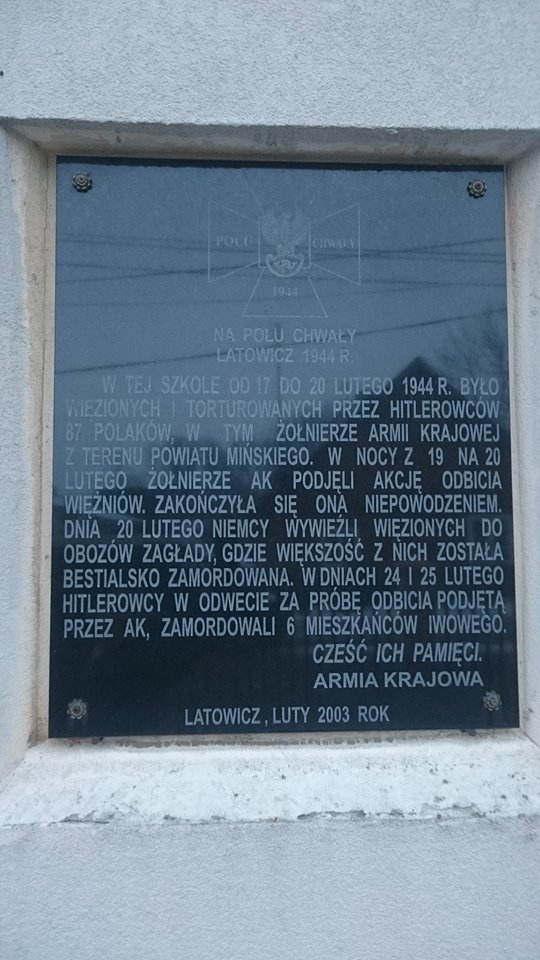 POLU CHWAŁY
1944
NA POLU CHWAŁY
LATOWICZ 1944 R.
W TEJ SZKOLE OD 17 DO 20 LUTEGO 1944 R. BYŁO
WIĘZIONYCH I TORTUROWANYCH PRZEZ HITLEROWCÓW
87 POLAKÓW, W TYM ŻOŁNIERZE ARMII KRAJOWEJ
Z TERENU POWIATU MIŃSKIEGO. W NOCY Z 19 NA 20
LUTEGO ŻOŁNIERZE AK PODJĘLI AKCJĘ ODBICIA
WIĘŹNIÓW. ZAKOŃCZYŁA SIĘ ONA NIEPOWODZENIEM.
DNIA 20 LUTEGO NIEMCY WYWIEŹLI WIĘZIONYCH DO
OBOZÓW ZAGŁADY, GDZIE WIĘKSZOŚĆ Z NICH ZOSTAŁA
BESTIALSKO ZAMORDOWANA. W DNIACH 24 I 25 LUTEGO
HITLEROWCY W ODWECIE ZA PRÓBĘ ODBICIA PODJĘTĄ
PRZEZ AK, ZAMORDOWALI 6 MIESZKAŃCÓW IWOWEGO.
CZEŚĆ ICH PAMIĘCI.
ARMIA KRAJOWA
LATOWICZ, LUTY 2003 ROK